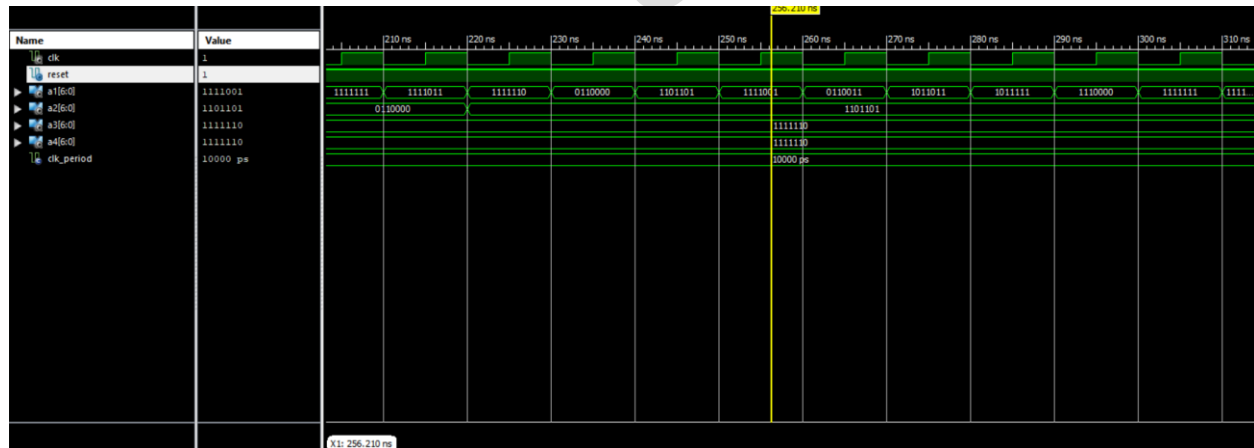 256.210 ns
Name Value 210 ns 220 ns 230 ns 240 ns 250 ns 260 ns 270 ns 280 ns 290 ns 300 ns 310 ns
clk 1
reset 1
a1[6:0] 1111001 1111111 1111011 1111110 0110000 1101101 1111001 0110011 1011011 1011111 1110000 1111111 1111...
a2[6:0] 1101101 0110000 1101101
a3[6:0] 1111110 1111110
a4[6:0] 1111110 1111110
clk_period 10000 ps 10000 ps
X1: 256.210 ns